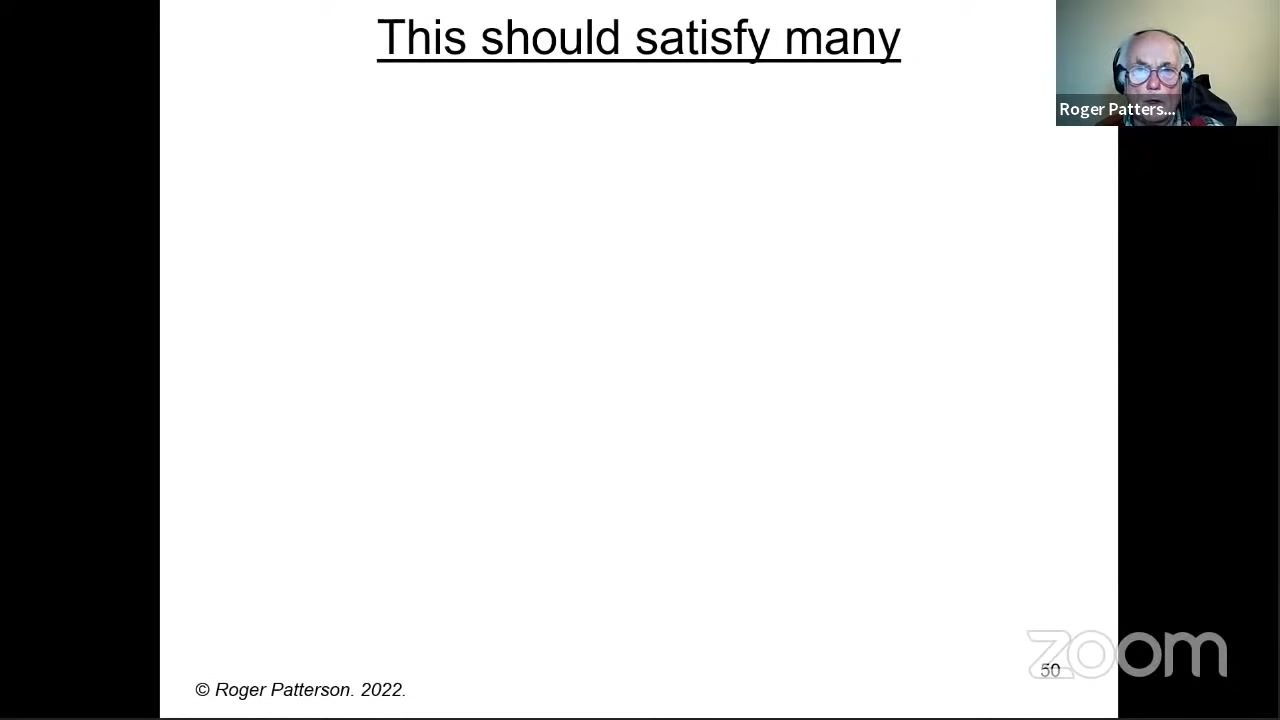 This should satisfy many
Roger Patters...
zoom
50
© Roger Patterson. 2022.